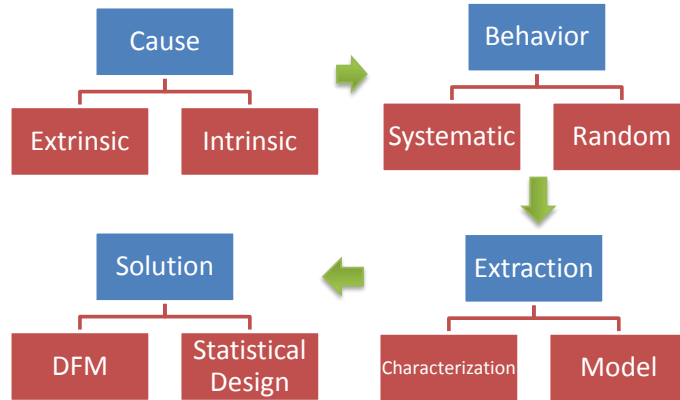 Cause
Behavior
Extrinsic
Intrinsic
Systematic
Random
Solution
Extraction
DFM
Statistical
Design
Characterization
Model